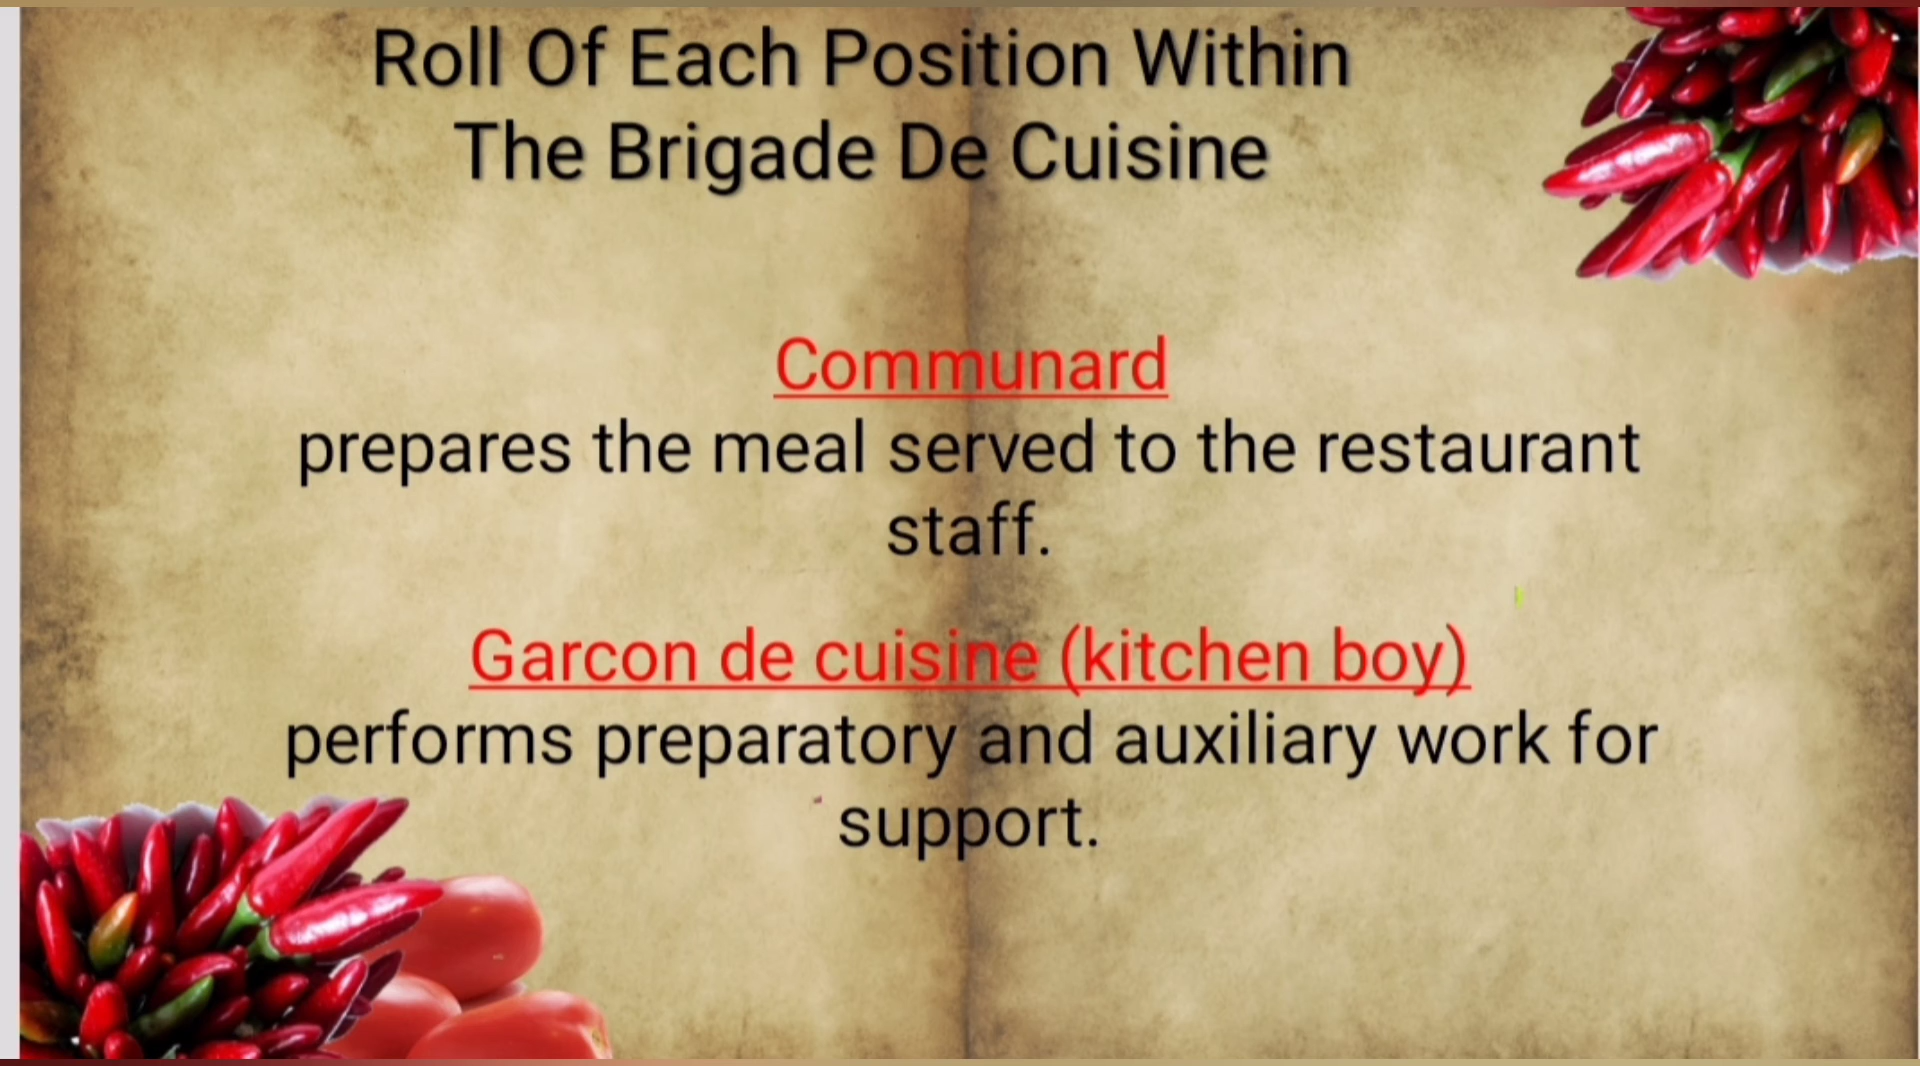 Roll Of Each Position Within
The Brigade De Cuisine
Communard
prepares the meal served to the restaurant
staff.
Garcon de cuisine (kitchen boy)
performs preparatory and auxiliary work for
support.